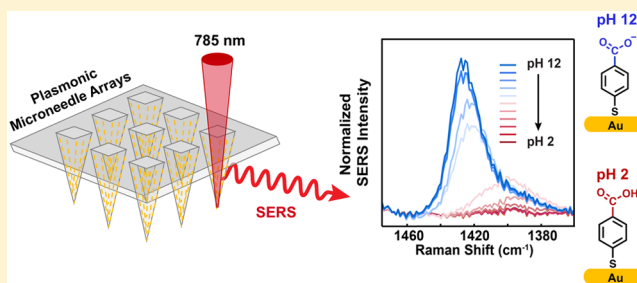 785 nm
Plasmonic
Microneedle Arrays
SERS
Normalized
SERS Intensity
pH 12
pH 2
1460
1420
1380
Raman Shift (cm⁻¹)
pH 12
O
C
O⁻
S
Au
pH 2
O
C
OH
S
Au